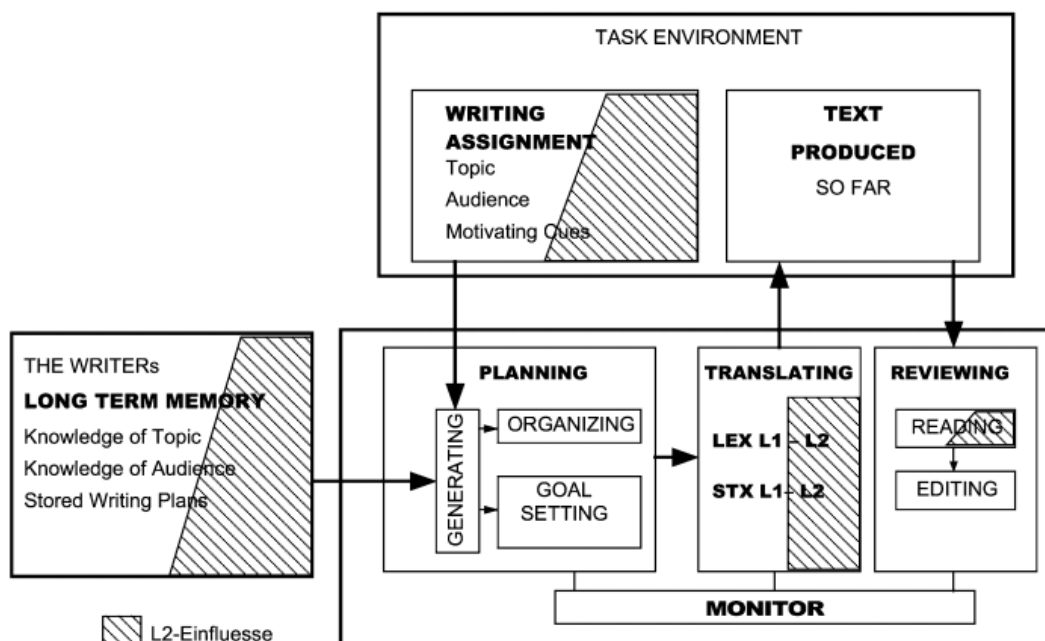 TASK ENVIRONMENT
WRITING
ASSIGNMENT
Topic
Audience
Motivating Cues
TEXT
PRODUCED
SO FAR
THE WRITERs
LONG TERM MEMORY
Knowledge of Topic
Knowledge of Audience
Stored Writing Plans
PLANNING
GENERATING
ORGANIZING
GOAL
SETTING
TRANSLATING
LEX L1 - L2
STX L1- L2
REVIEWING
READING
EDITING
MONITOR
L2-Einfluesse